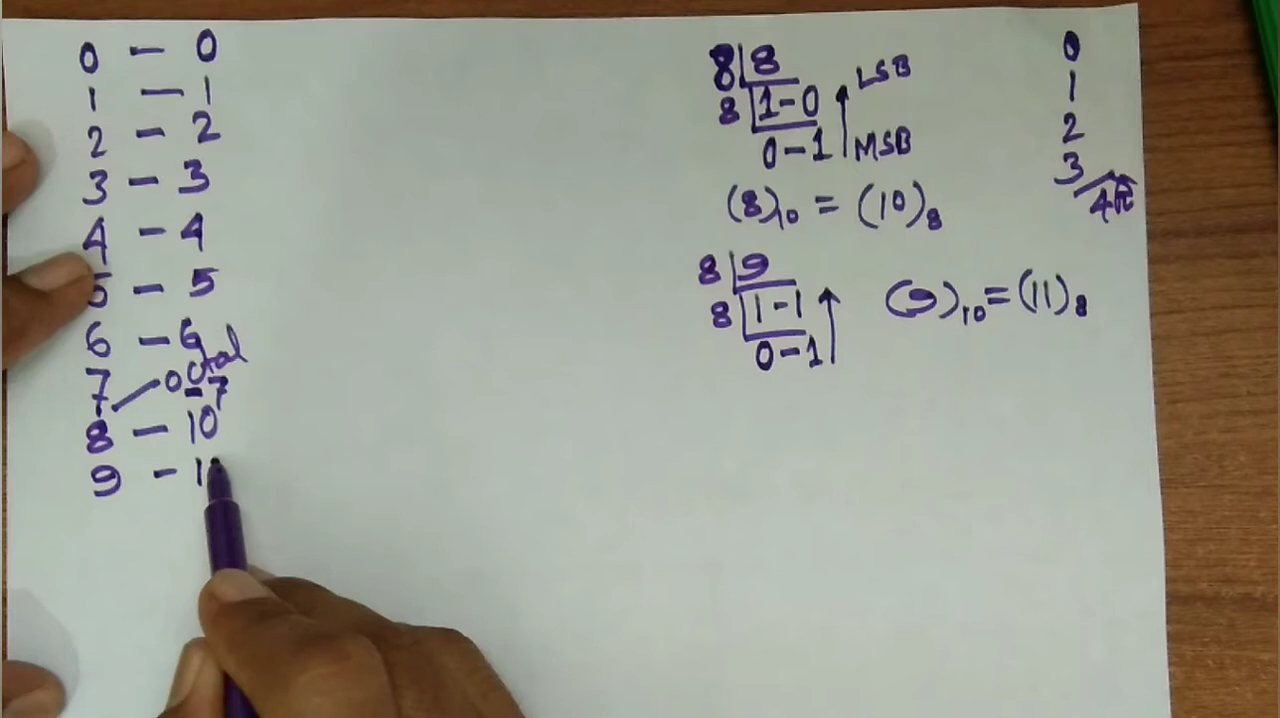 0 - 0
1 - 1
2 - 2
3 - 3
4 - 4
5 - 5
6 - 6
7 - 7
Octal
8 - 10
9 - 1
8 8
8 1 - 0 LSB
0 - 1 MSB
(8)10 = (10)8
8 9
8 1 - 1
0 - 1
(9)10 = (11)8
0
1
2
3
4